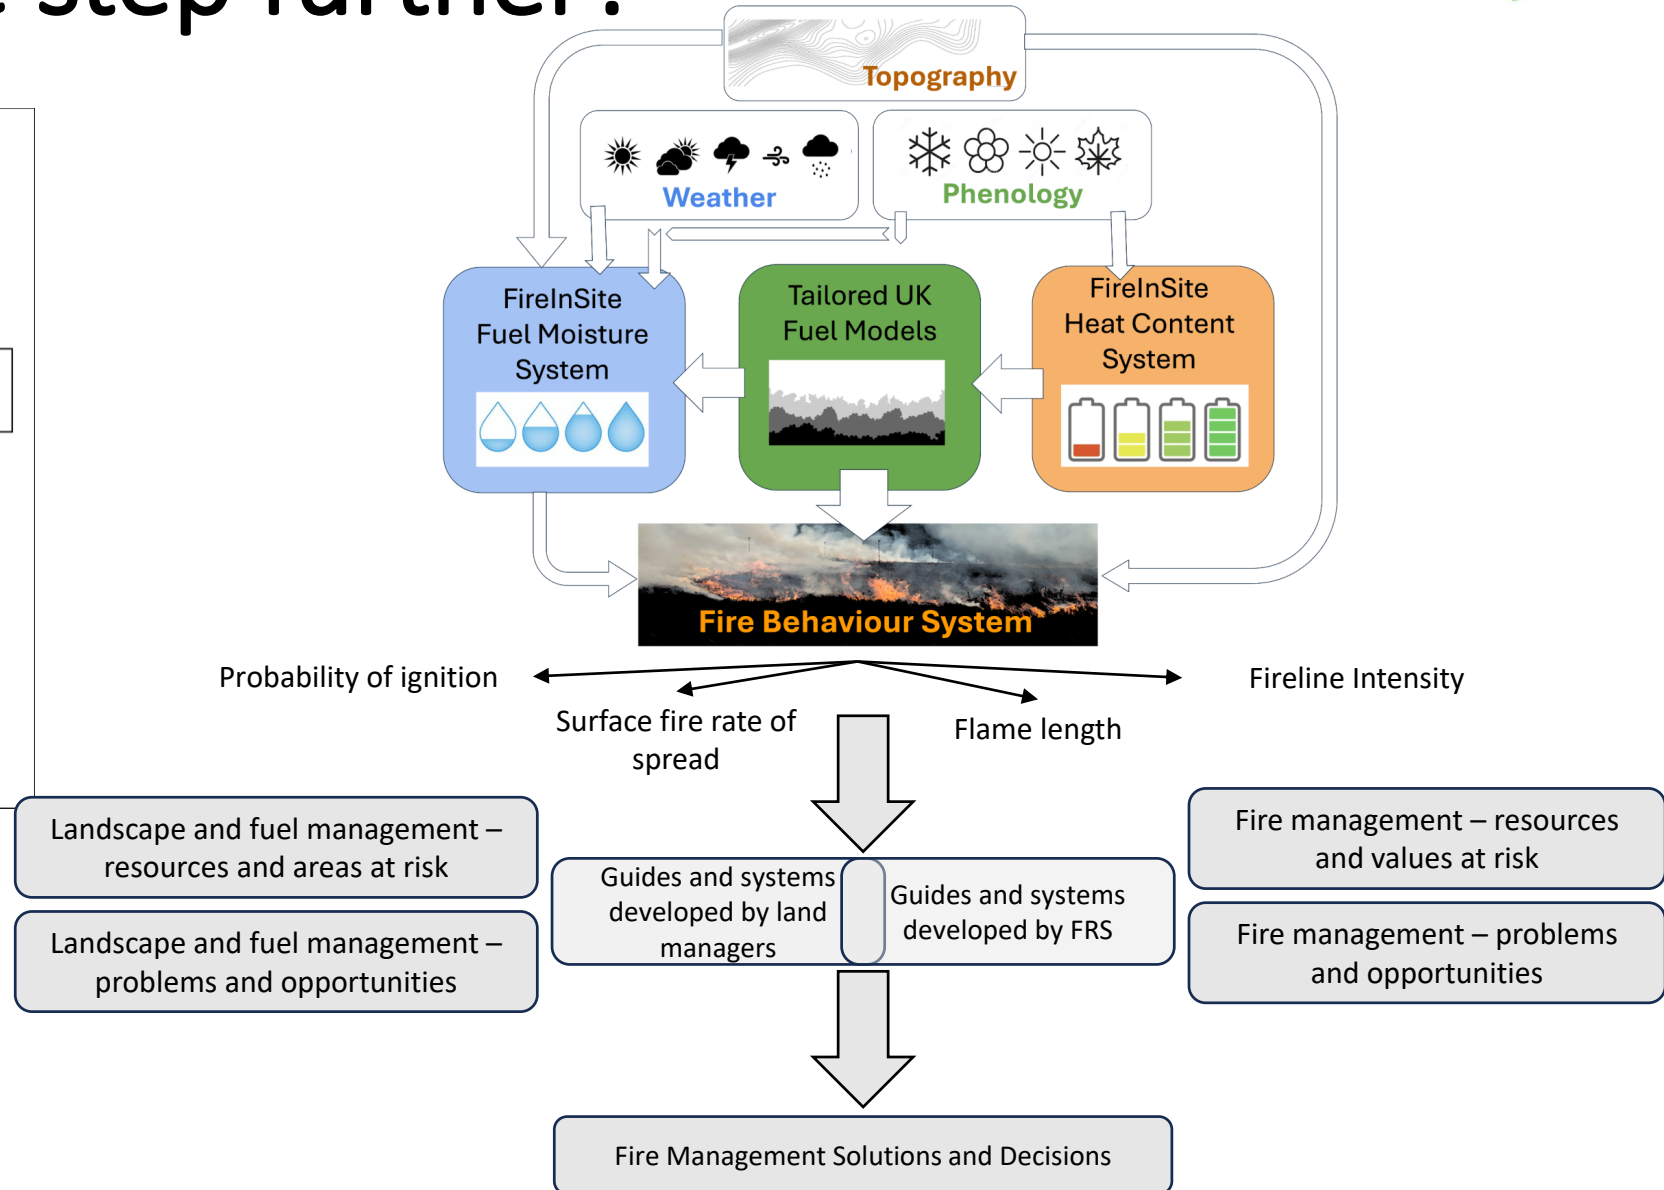 step further?
Topography
Weather
Phenology
FireInSite
Fuel Moisture
System
Tailored UK
Fuel Models
FireInSite
Heat Content
System
Fire Behaviour System
Probability of ignition
Surface fire rate of
spread
Flame length
Fireline Intensity
Landscape and fuel management –
resources and areas at risk
Landscape and fuel management –
problems and opportunities
Guides and systems
developed by land
managers
Guides and systems
developed by FRS
Fire management – resources
and values at risk
Fire management – problems
and opportunities
Fire Management Solutions and Decisions